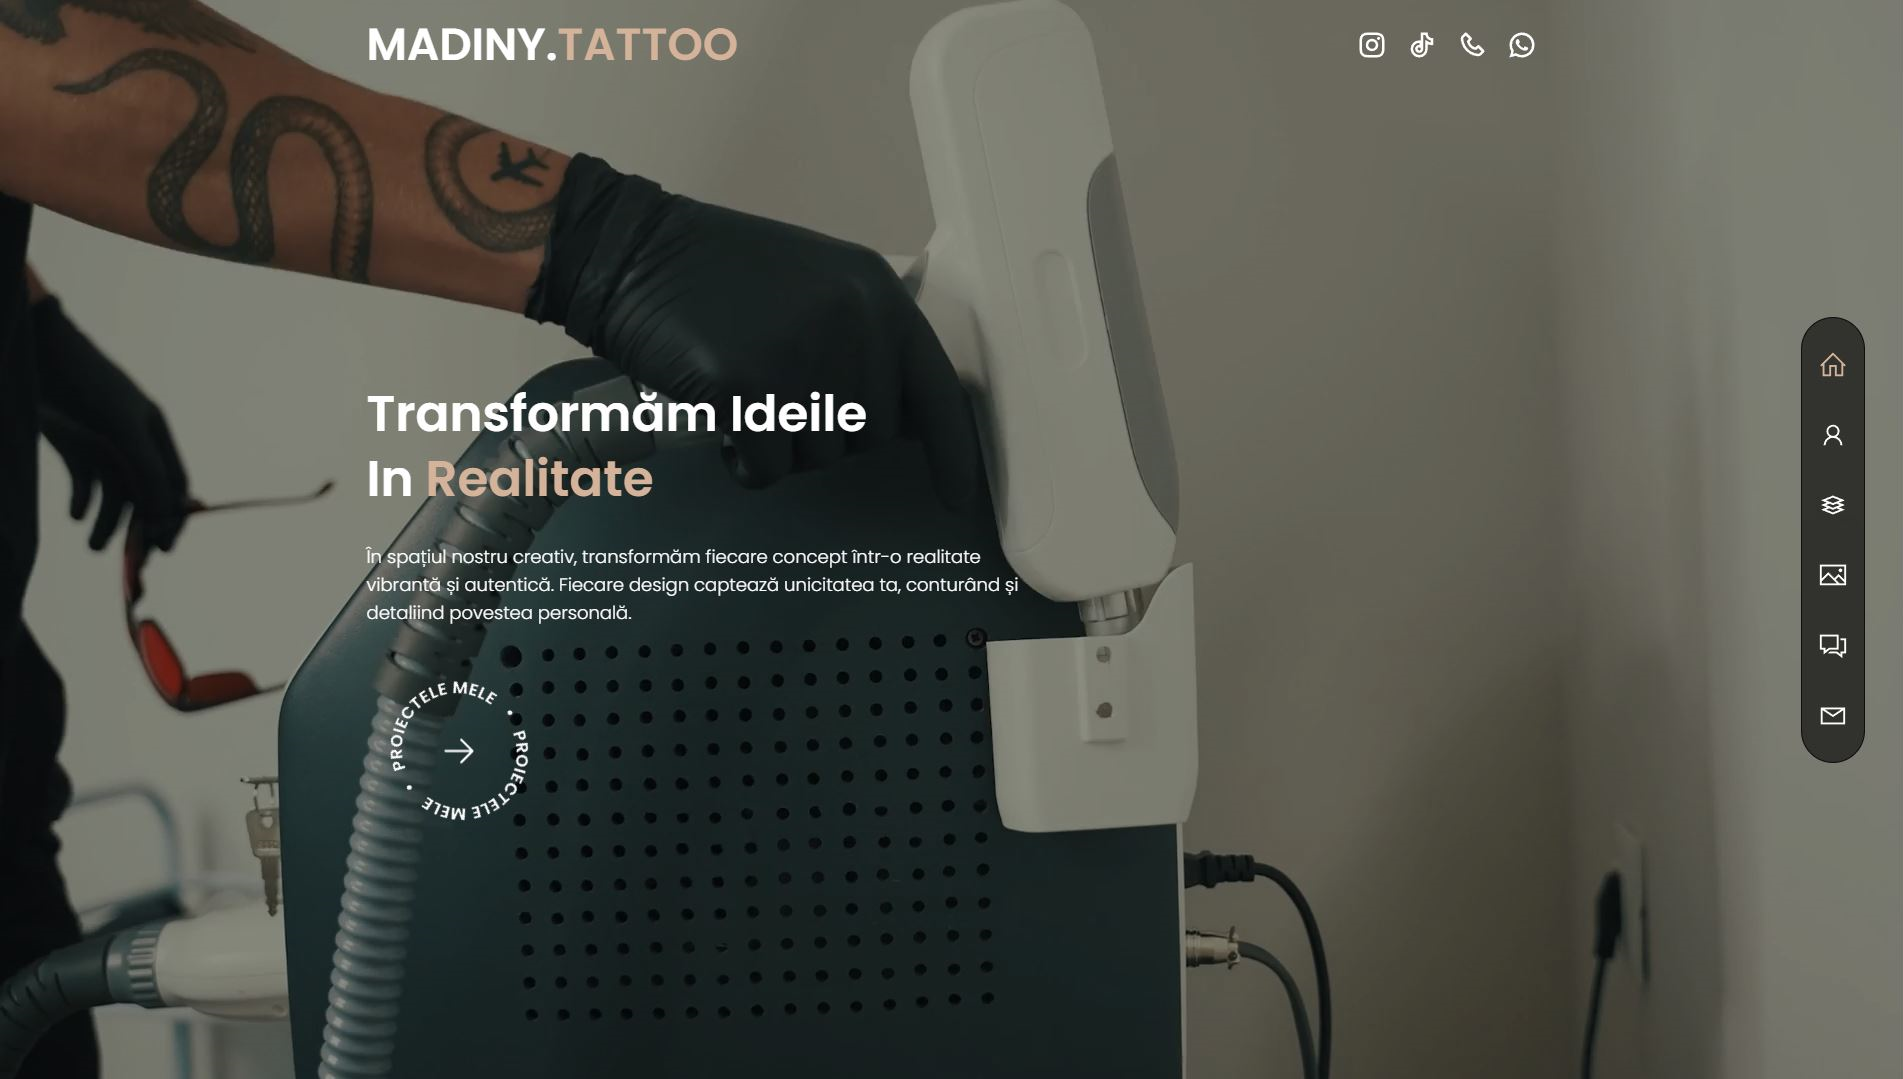 MADINY.TATTOO
Transformăm Ideile
In Realitate
În spațiul nostru creativ, transformăm fiecare concept într-o realitate
vibrantă și autentică. Fiecare design captează unicitatea ta, conturând și
detaliind povestea personală.
PROIECTELE MELE • PROIECTELE MELE •